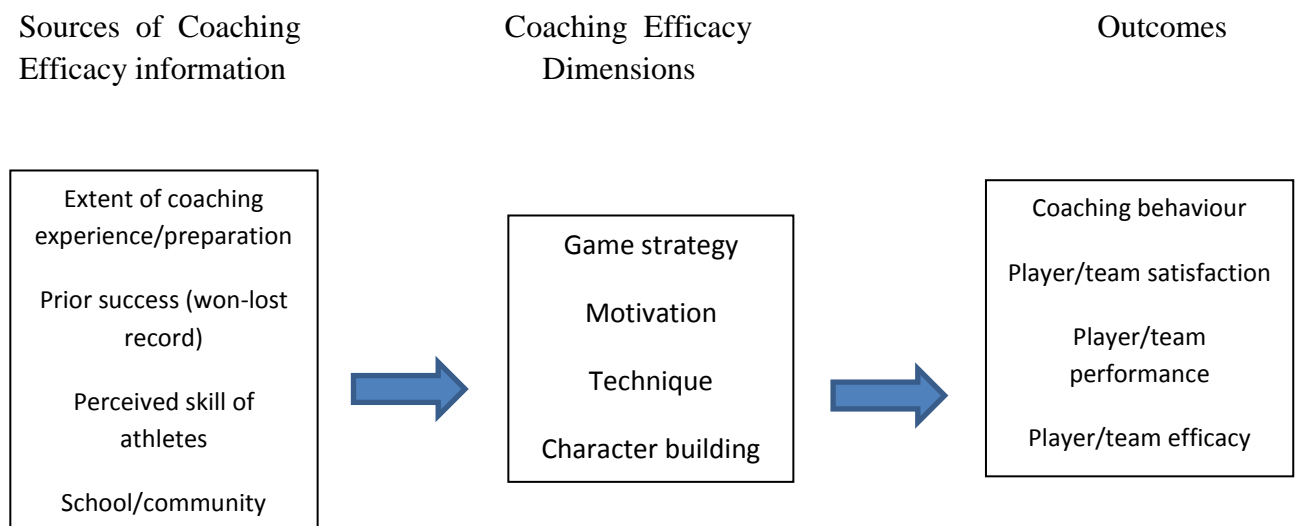 Sources of Coaching
Efficacy information
Coaching Efficacy
Dimensions
Outcomes
Extent of coaching
experience/preparation
Prior success (won-lost
record)
Perceived skill of
athletes
School/community
Game strategy
Motivation
Technique
Character building
Coaching behaviour
Player/team satisfaction
Player/team
performance
Player/team efficacy